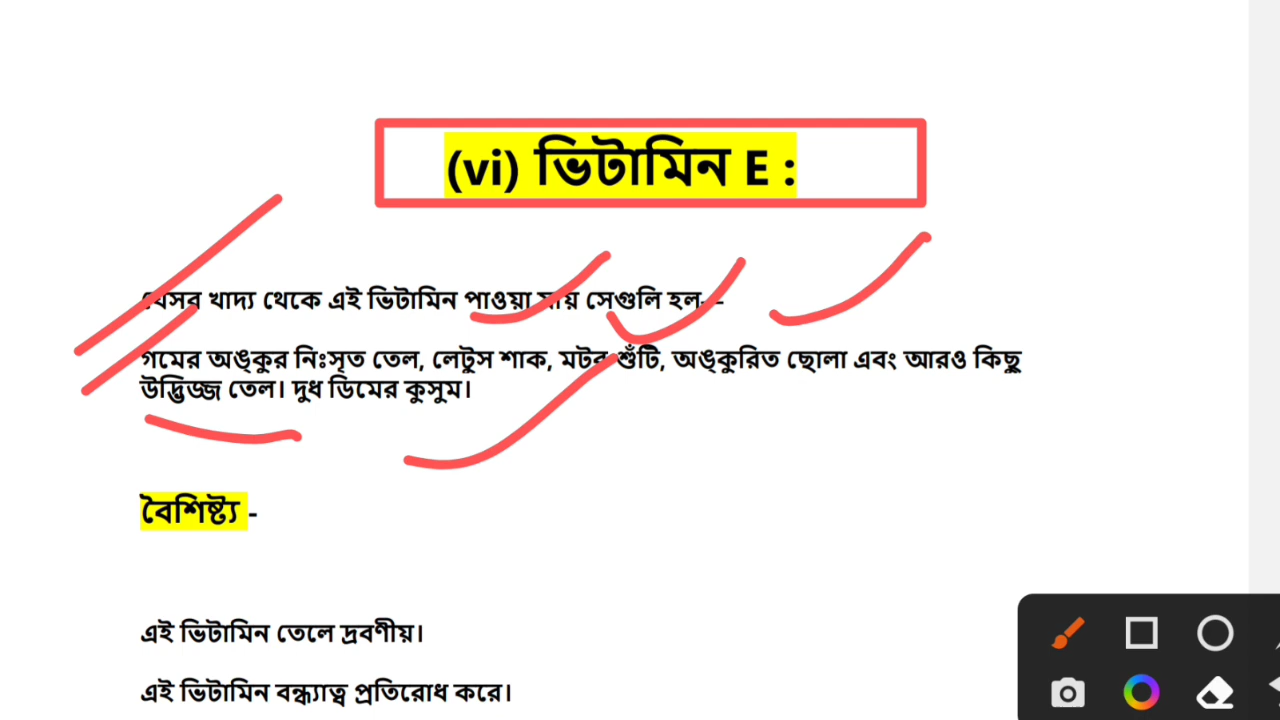 (vi) ভিটামিন E :
যেসব খাদ্য থেকে এই ভিটামিন পাওয়া যায় সেগুলি হল--
গমের অঙ্কুর নিঃসৃত তেল, লেটুস শাক, মটর শুঁটি, অঙ্কুরিত ছোলা এবং আরও কিছু
উদ্ভিজ্জ তেল। দুধ ডিমের কুসুম।
বৈশিষ্ট্য -
এই ভিটামিন তেলে দ্রবণীয়।
এই ভিটামিন বন্ধ্যাত্ব প্রতিরোধ করে।